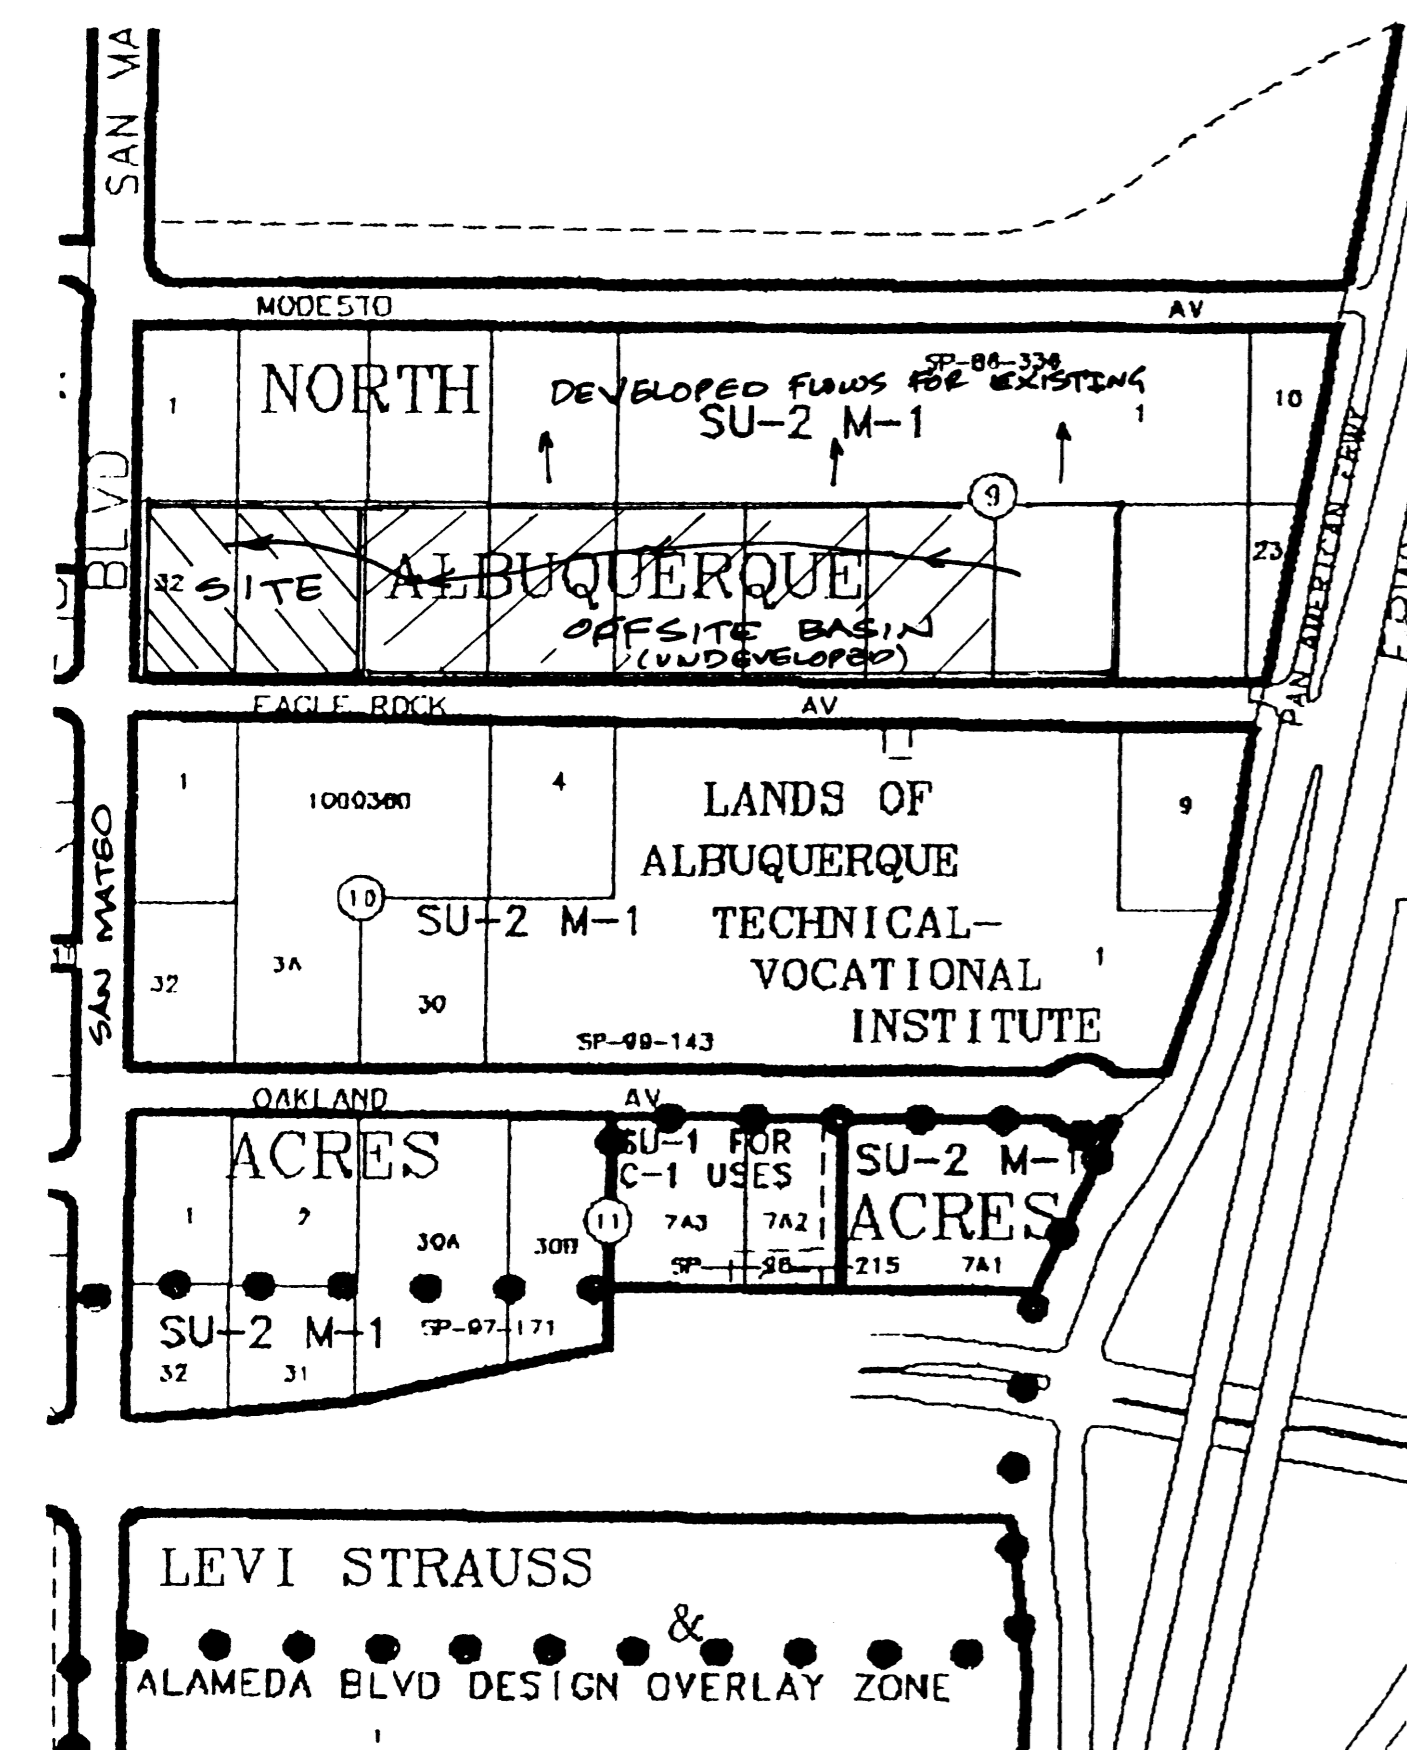 SAN MA
MODESTO AV
NORTH
SP-88-338
DEVELOPED FLOWS FOR EXISTING
SU-2 M-1
1
1
10
BLVD
9
PAN AMERICAN FRWY
32
SITE
ALBUQUERQUE
23
OFFSITE BASIN
(UNDEVELOPED)
EAGLE ROCK AV
1
1000380
4
LANDS OF
9
ALBUQUERQUE
SAN MATEO
10
SU-2 M-1
TECHNICAL-
3A
VOCATIONAL
1
32
30
INSTITUTE
SP-99-143
OAKLAND AV
ACRES
SU-1 FOR
C-1 USES
SU-2 M-1
ACRES
1
2
30A
30B
11
7A3
7A2
SP-96-215
7A1
SU-2 M-1
SP-97-171
32
31
LEVI STRAUSS
&
ALAMEDA BLVD DESIGN OVERLAY ZONE
1